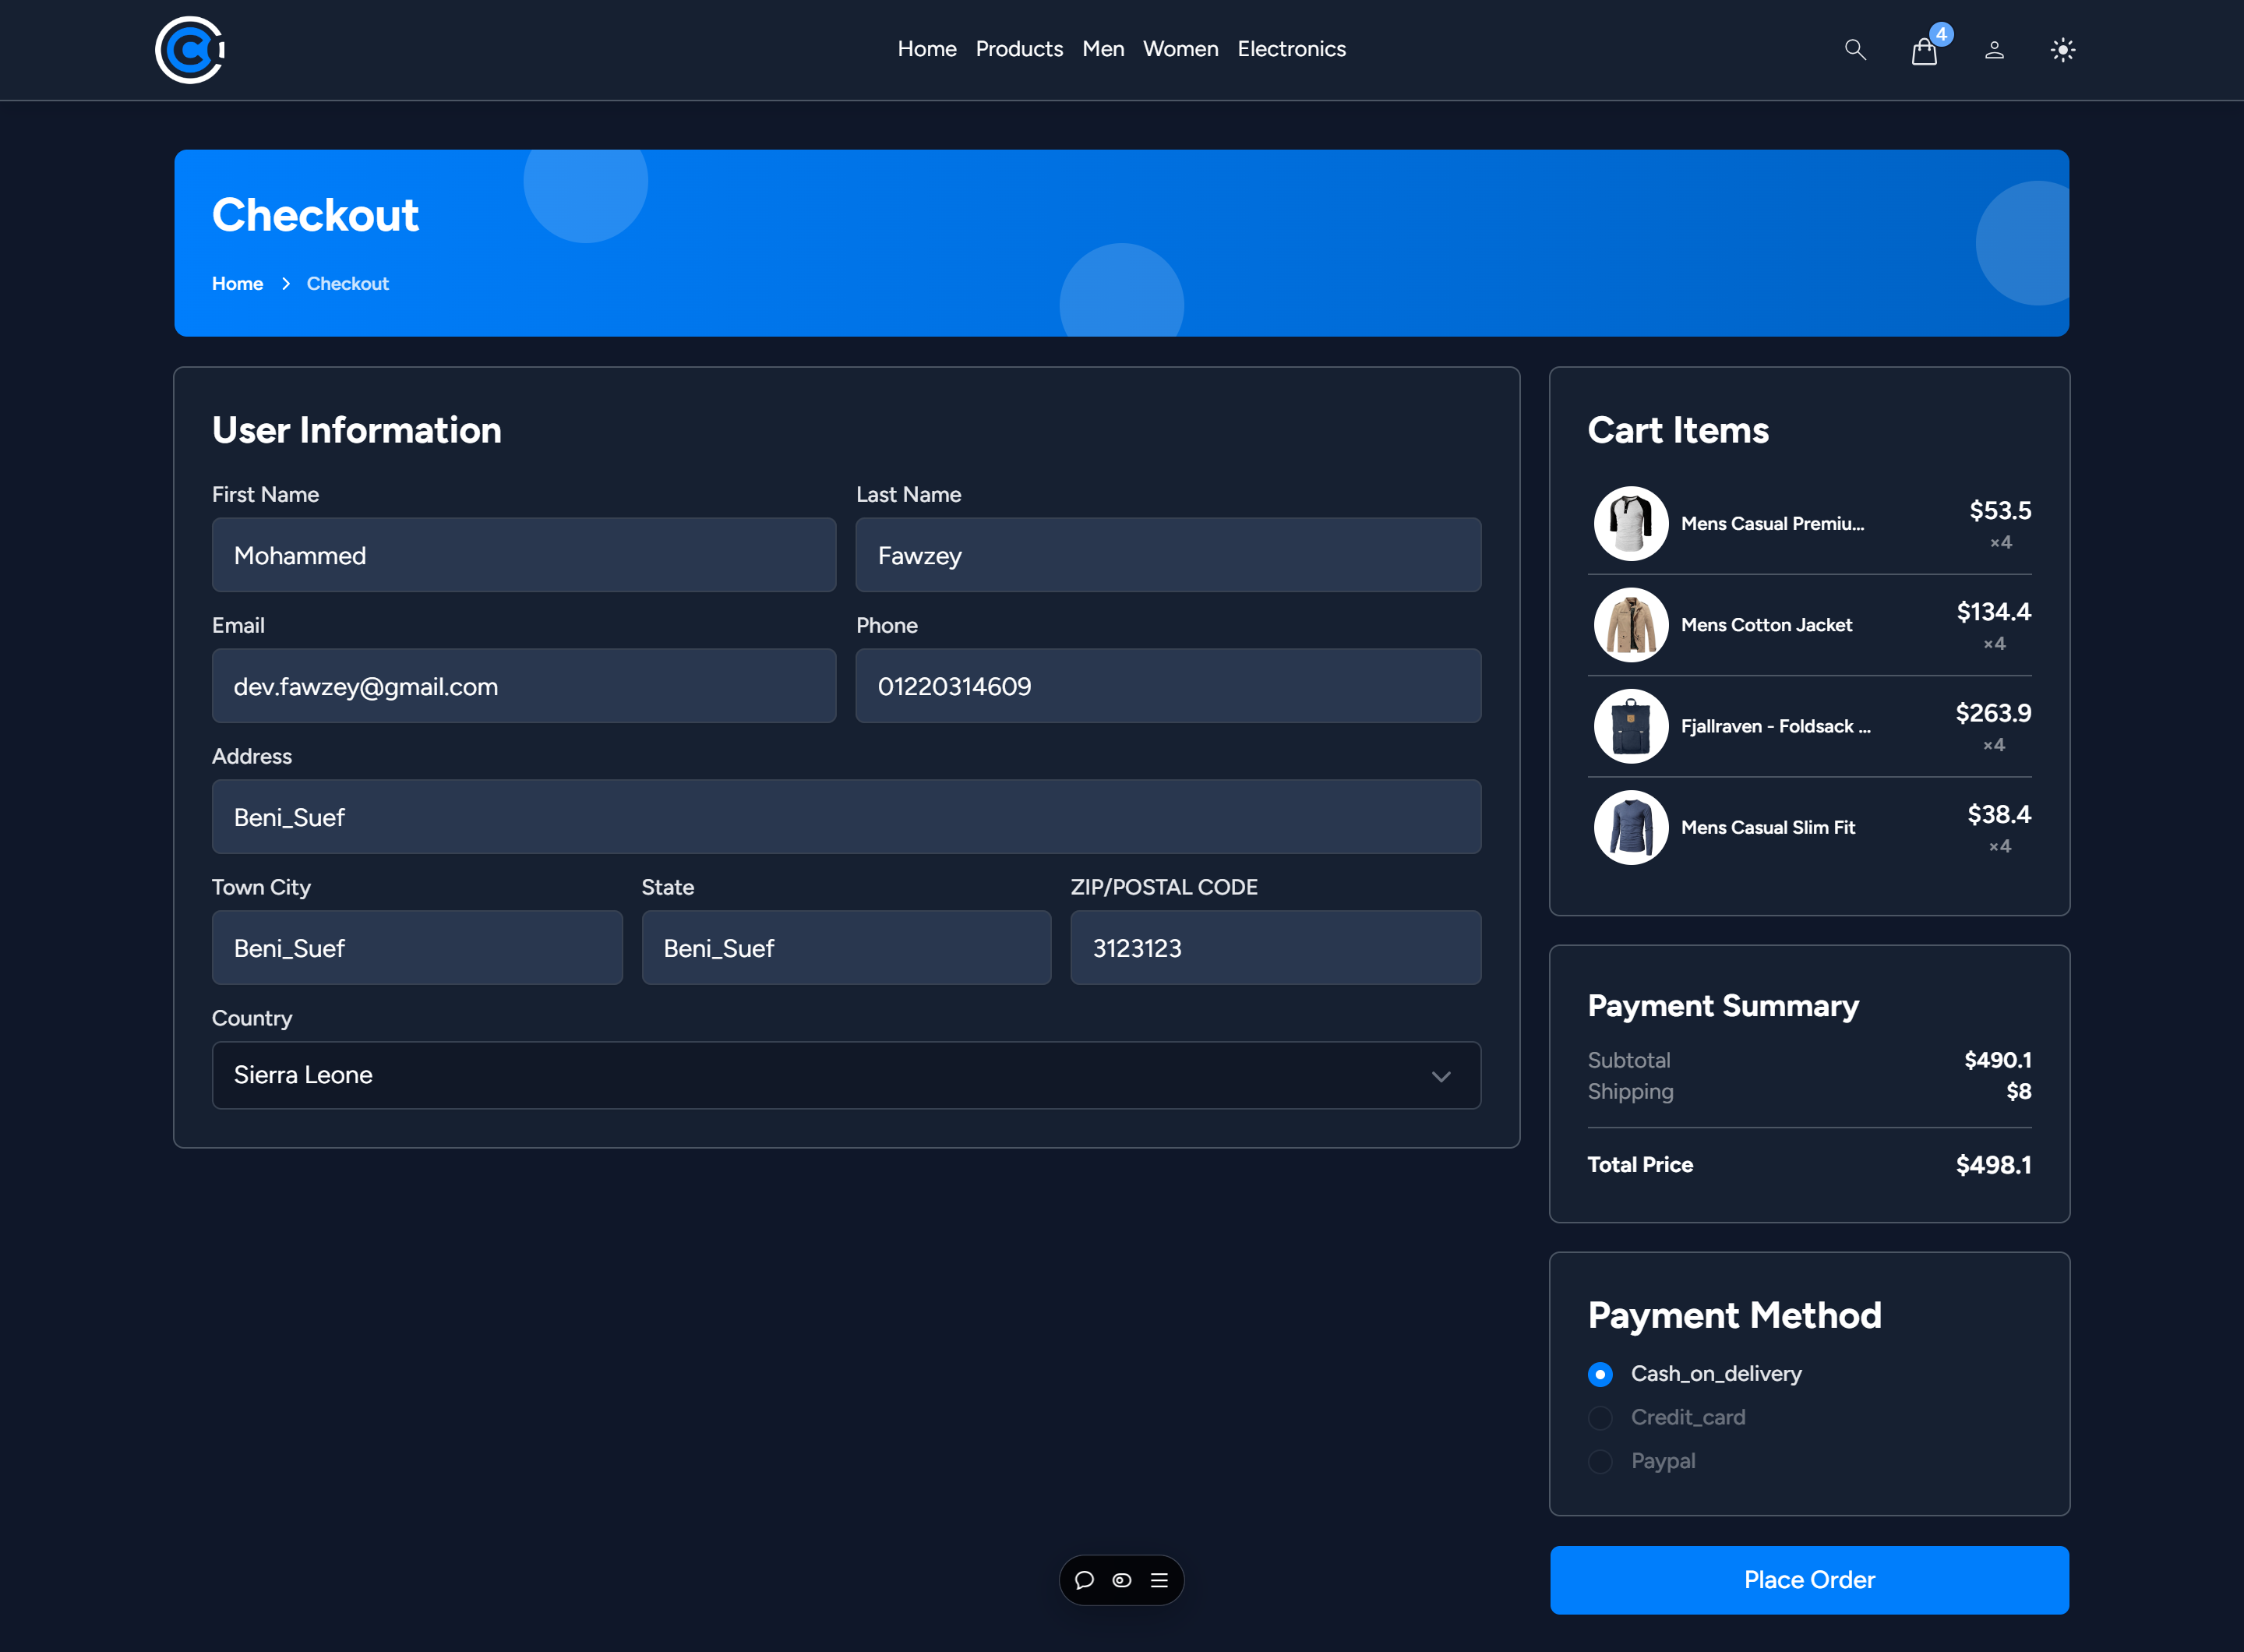 Home Products Men Women Electronics
4
Checkout
Home > Checkout
User Information
First Name
Mohammed
Last Name
Fawzey
Email
dev.fawzey@gmail.com
Phone
01220314609
Address
Beni_Suef
Town City
Beni_Suef
State
Beni_Suef
ZIP/POSTAL CODE
3123123
Country
Sierra Leone
Cart Items
Mens Casual Premiu...
$53.5
×4
Mens Cotton Jacket
$134.4
×4
Fjallraven - Foldsack ...
$263.9
×4
Mens Casual Slim Fit
$38.4
×4
Payment Summary
Subtotal $490.1
Shipping $8
Total Price $498.1
Payment Method
Cash_on_delivery
Credit_card
Paypal
Place Order